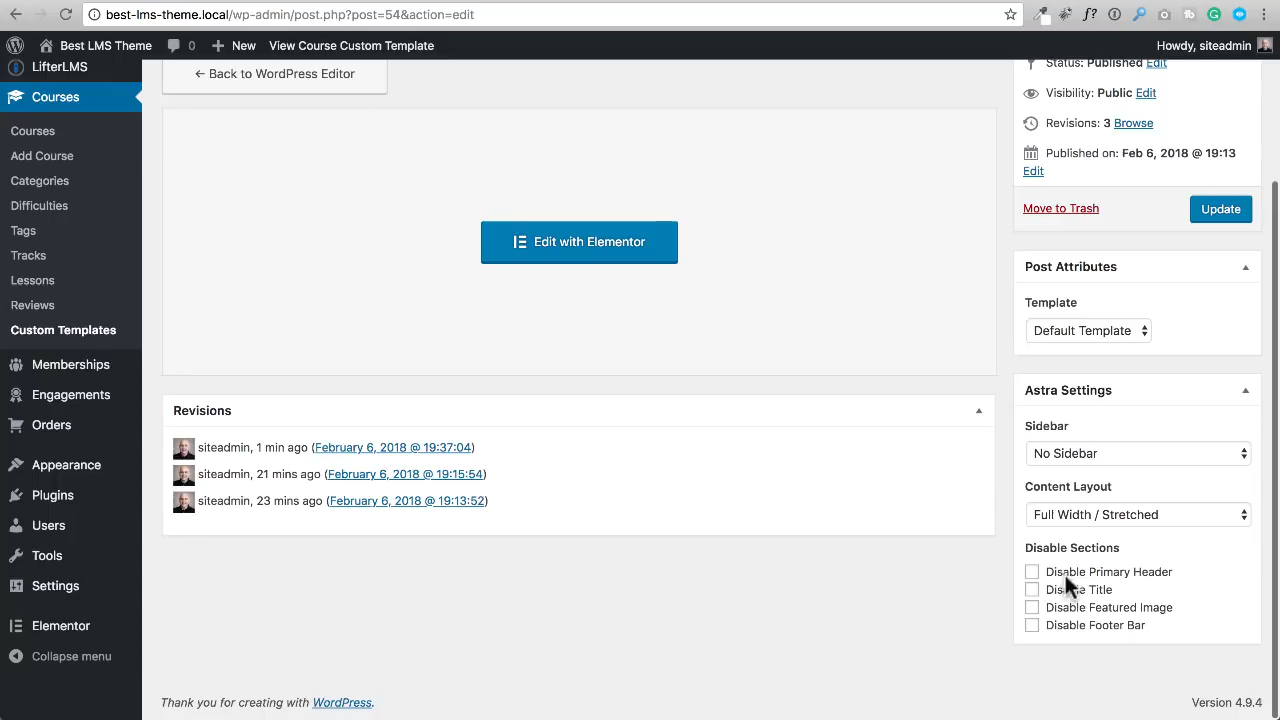 best-lms-theme.local/wp-admin/post.php?post=54&action=edit
Best LMS Theme 0 New View Course Custom Template Howdy, siteadmin
LifterLMS
Courses
Courses
Add Course
Categories
Difficulties
Tags
Tracks
Lessons
Reviews
Custom Templates
Memberships
Engagements
Orders
Appearance
Plugins
Users
Tools
Settings
Elementor
Collapse menu
← Back to WordPress Editor
Edit with Elementor
Revisions
siteadmin, 1 min ago (February 6, 2018 @ 19:37:04)
siteadmin, 21 mins ago (February 6, 2018 @ 19:15:54)
siteadmin, 23 mins ago (February 6, 2018 @ 19:13:52)
Status: Published Edit
Visibility: Public Edit
Revisions: 3 Browse
Published on: Feb 6, 2018 @ 19:13
Edit
Move to Trash Update
Post Attributes
Template
Default Template
Astra Settings
Sidebar
No Sidebar
Content Layout
Full Width / Stretched
Disable Sections
Disable Primary Header
Disable Title
Disable Featured Image
Disable Footer Bar
Thank you for creating with WordPress.
Version 4.9.4